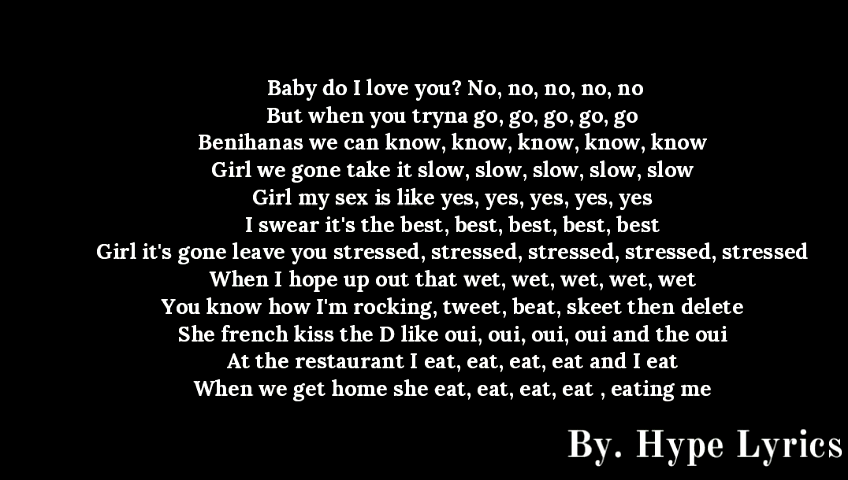 Baby do I love you? No, no, no, no, no
But when you tryna go, go, go, go, go
Benihanas we can know, know, know, know, know
Girl we gone take it slow, slow, slow, slow, slow
Girl my sex is like yes, yes, yes, yes, yes
I swear it's the best, best, best, best, best
Girl it's gone leave you stressed, stressed, stressed, stressed, stressed
When I hope up out that wet, wet, wet, wet, wet
You know how I'm rocking, tweet, beat, skeet then delete
She french kiss the D like oui, oui, oui, oui and the oui
At the restaurant I eat, eat, eat, eat and I eat
When we get home she eat, eat, eat, eat , eating me
By. Hype Lyrics